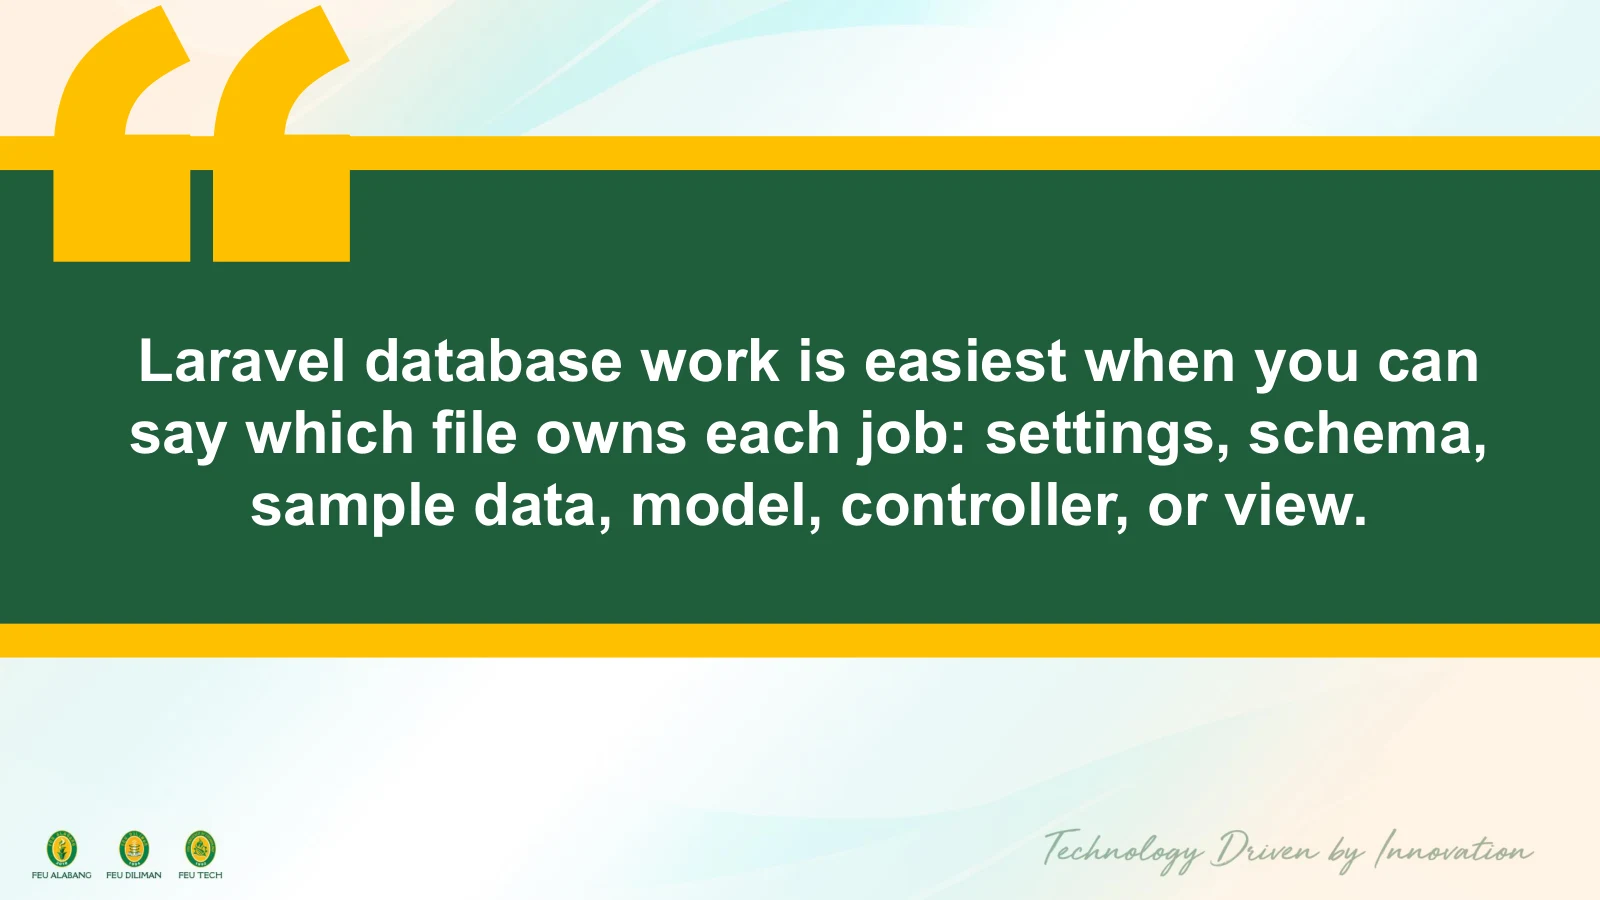 “
Laravel database work is easiest when you can
say which file owns each job: settings, schema,
sample data, model, controller, or view.
FEU ALABANG
FEU DILIMAN
FEU TECH
Technology Driven by Innovation